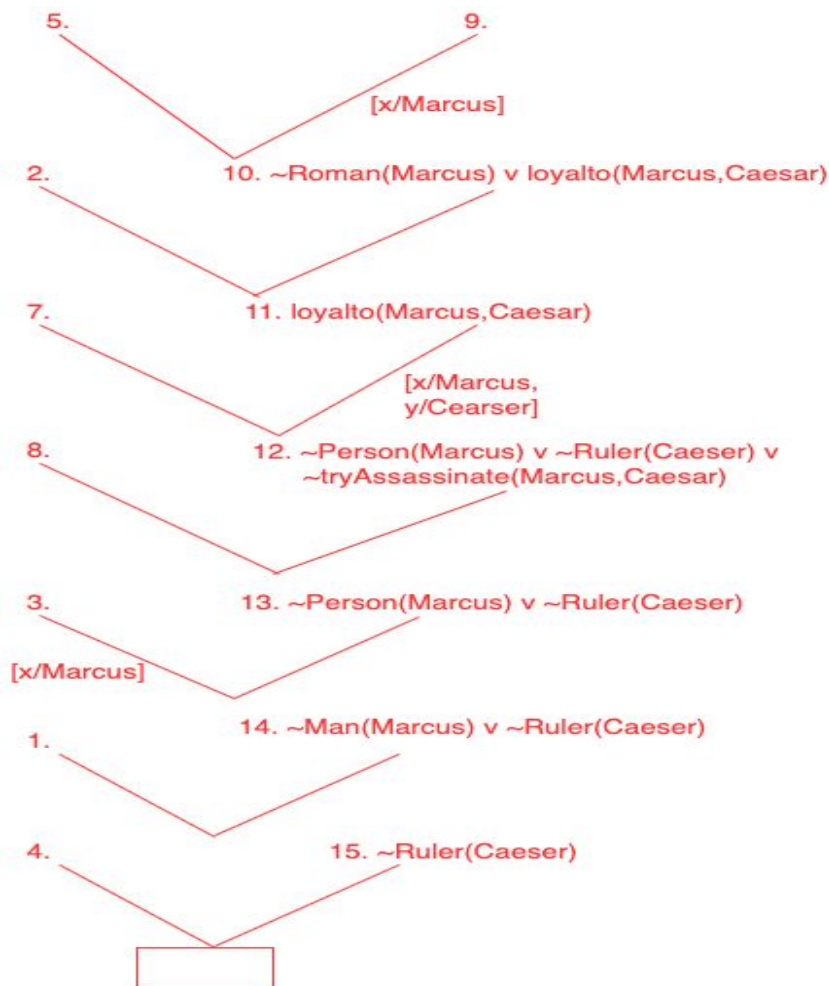 5. 9.
[x/Marcus]
2. 10. ~Roman(Marcus) v loyalto(Marcus,Caesar)
7. 11. loyalto(Marcus,Caesar)
[x/Marcus,
y/Cearser]
8. 12. ~Person(Marcus) v ~Ruler(Caeser) v
~tryAssassinate(Marcus,Caesar)
3. 13. ~Person(Marcus) v ~Ruler(Caeser)
[x/Marcus]
14. ~Man(Marcus) v ~Ruler(Caeser)
1.
4. 15. ~Ruler(Caeser)